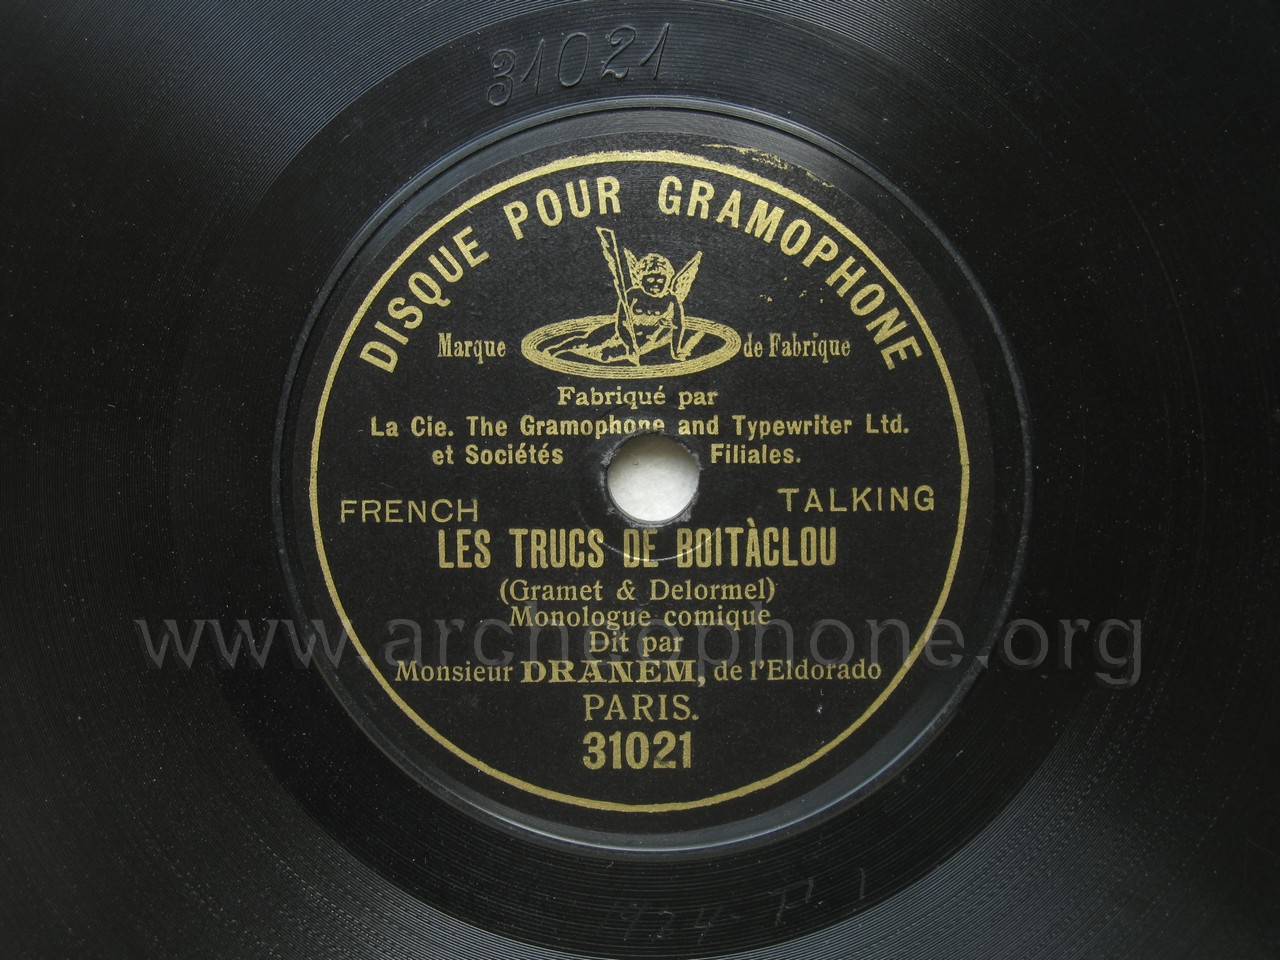 31021
DISQUE POUR GRAMOPHONE
Marque de Fabrique
Fabriqué par
La Cie. The Gramophone and Typewriter Ltd.
et Sociétés Filiales.
FRENCH TALKING
LES TRUCS DE BOITÀCLOU
(Gramet & Delormel)
Monologue comique
www.archeophone.org
Dit par
Monsieur DRANEM, de l'Eldorado
PARIS.
31021